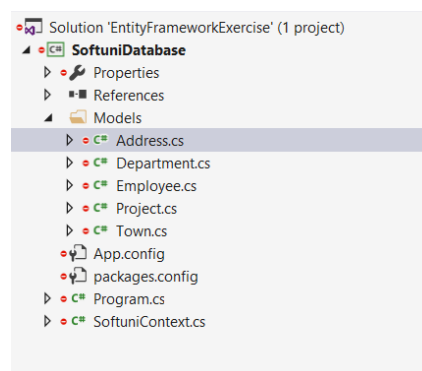 Solution 'EntityFrameworkExercise' (1 project)
C# SoftuniDatabase
Properties
References
Models
C# Address.cs
C# Department.cs
C# Employee.cs
C# Project.cs
C# Town.cs
App.config
packages.config
C# Program.cs
C# SoftuniContext.cs